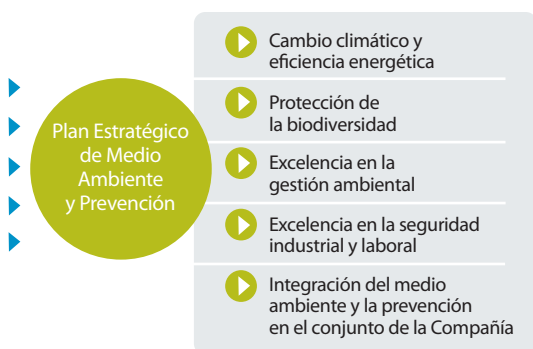 Plan Estratégico
de Medio
Ambiente
y Prevención
Cambio climático y
eficiencia energética
Protección de
la biodiversidad
Excelencia en la
gestión ambiental
Excelencia en la seguridad
industrial y laboral
Integración del medio
ambiente y la prevención
en el conjunto de la Compañía